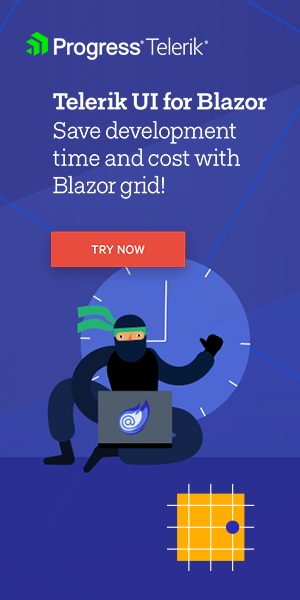 Progress® Telerik®
Telerik UI for Blazor
Save development
time and cost with
Blazor grid!
TRY NOW
@